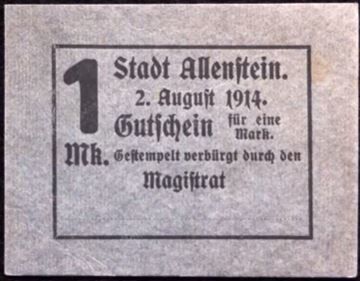 1 Stadt Allenstein.
2. August 1914.
Gutschein für eine Mark.
Mk. Gestempelt verbürgt durch den
Magistrat